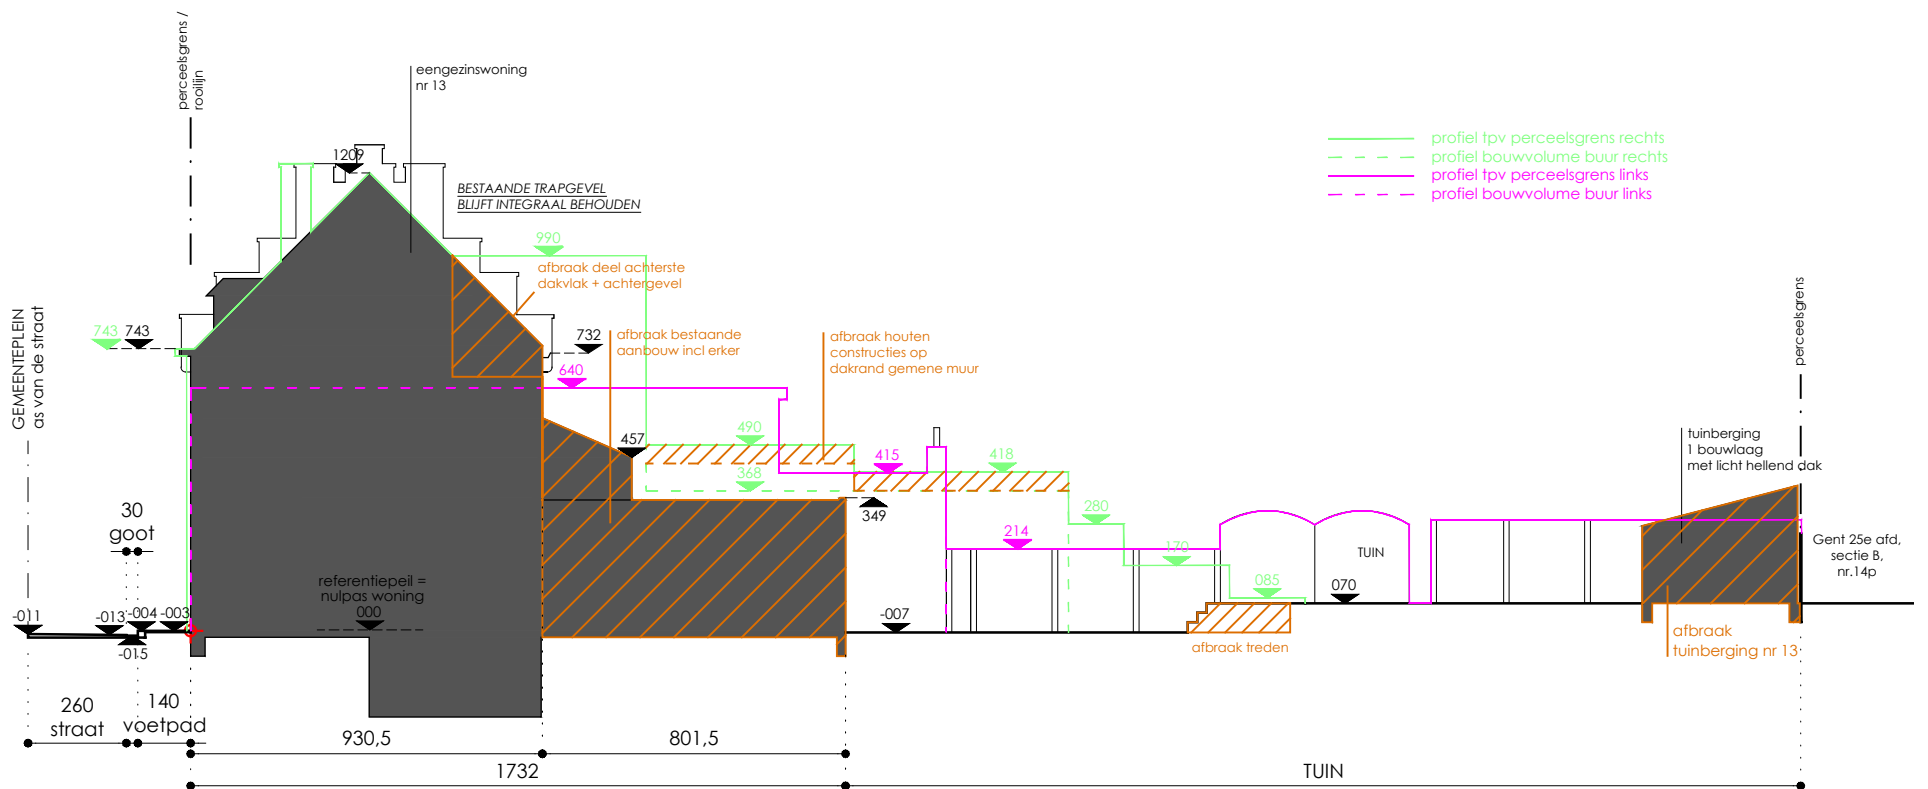 perceelsgrens /
rooilijn
eengezinswoning
nr 13
1209
BESTAANDE TRAPGEVEL
BLIJFT INTEGRAAL BEHOUDEN
profiel tpv perceelsgrens rechts
profiel bouwvolume buur rechts
profiel tpv perceelsgrens links
profiel bouwvolume buur links
990
afbraak deel achterste
dakvlak + achtergevel
743
743
732
afbraak bestaande
aanbouw incl erker
afbraak houten
constructies op
dakrand gemene muur
perceelsgrens
GEMEENTEPLEIN
as van de straat
640
457
490
415
418
368
349
tuinberging
1 bouwlaag
met licht hellend dak
30
goot
280
214
170
TUIN
Gent 25e afd,
sectie B,
nr.14p
referentiepeil =
nulpas woning
000
085
070
-011
-013
-004
-003
-015
-007
afbraak treden
afbraak
tuinberging nr 13
260
straat
140
voetpad
930,5
801,5
1732
TUIN